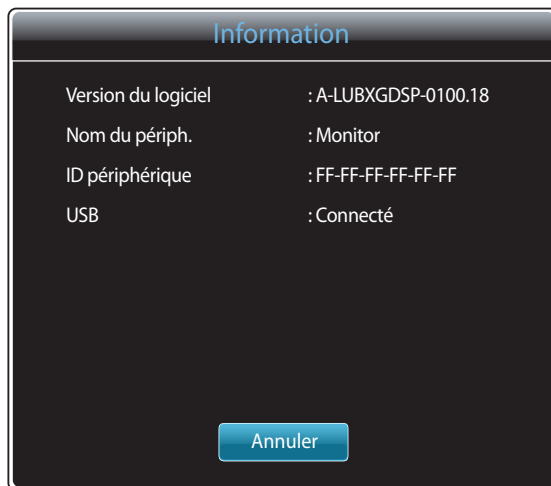 Information
Version du logiciel : A-LUBXGDSP-0100.18
Nom du périph. : Monitor
ID périphérique : FF-FF-FF-FF-FF-FF
USB : Connecté
Annuler